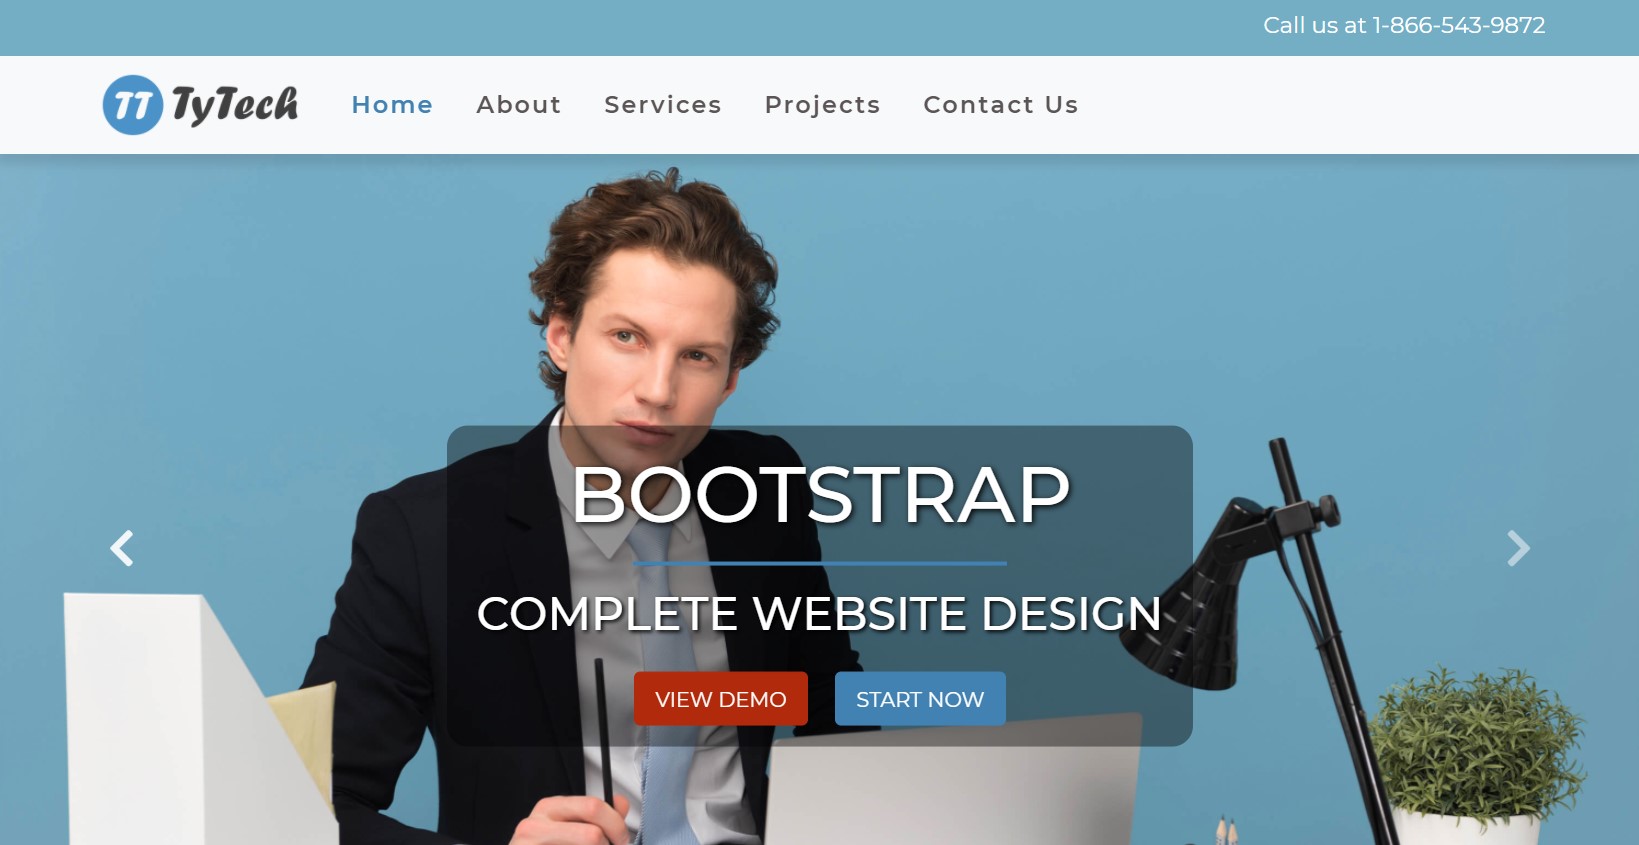 Call us at 1-866-543-9872
TT TyTech
Home About Services Projects Contact Us
BOOTSTRAP
COMPLETE WEBSITE DESIGN
VIEW DEMO START NOW